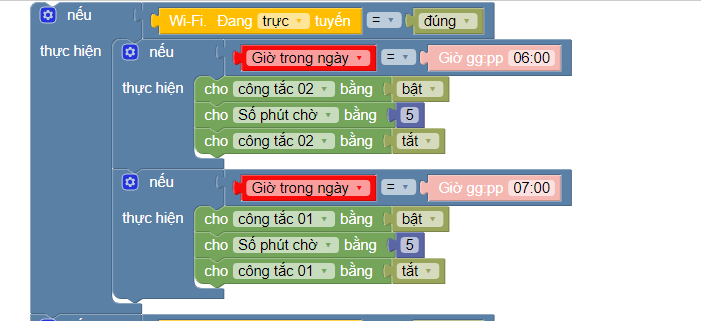 nếu Wi-Fi. Đang trực tuyến = đúng
thực hiện nếu Giờ trong ngày = Giờ gg:pp 06:00
thực hiện cho công tắc 02 bằng bật
cho Số phút chờ bằng 5
cho công tắc 02 bằng tắt
nếu Giờ trong ngày = Giờ gg:pp 07:00
thực hiện cho công tắc 01 bằng bật
cho Số phút chờ bằng 5
cho công tắc 01 bằng tắt